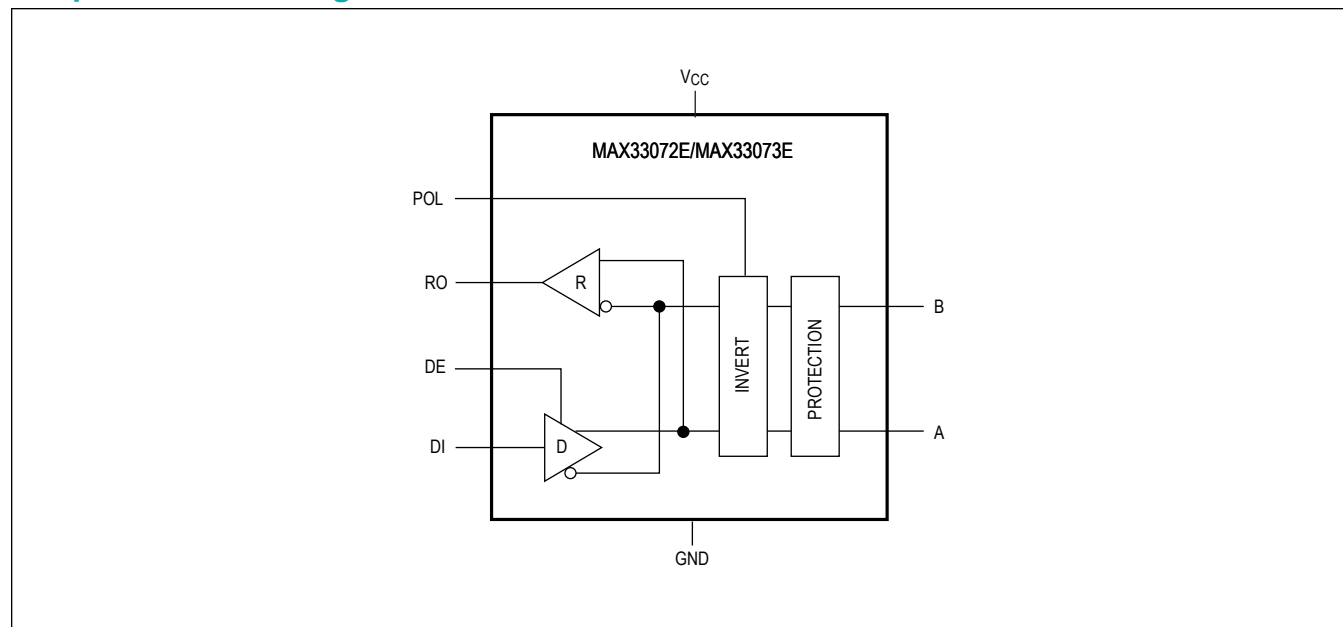 VCC
MAX33072E/MAX33073E
POL
RO
R
B
DE
INVERT
PROTECTION
DI
D
A
GND